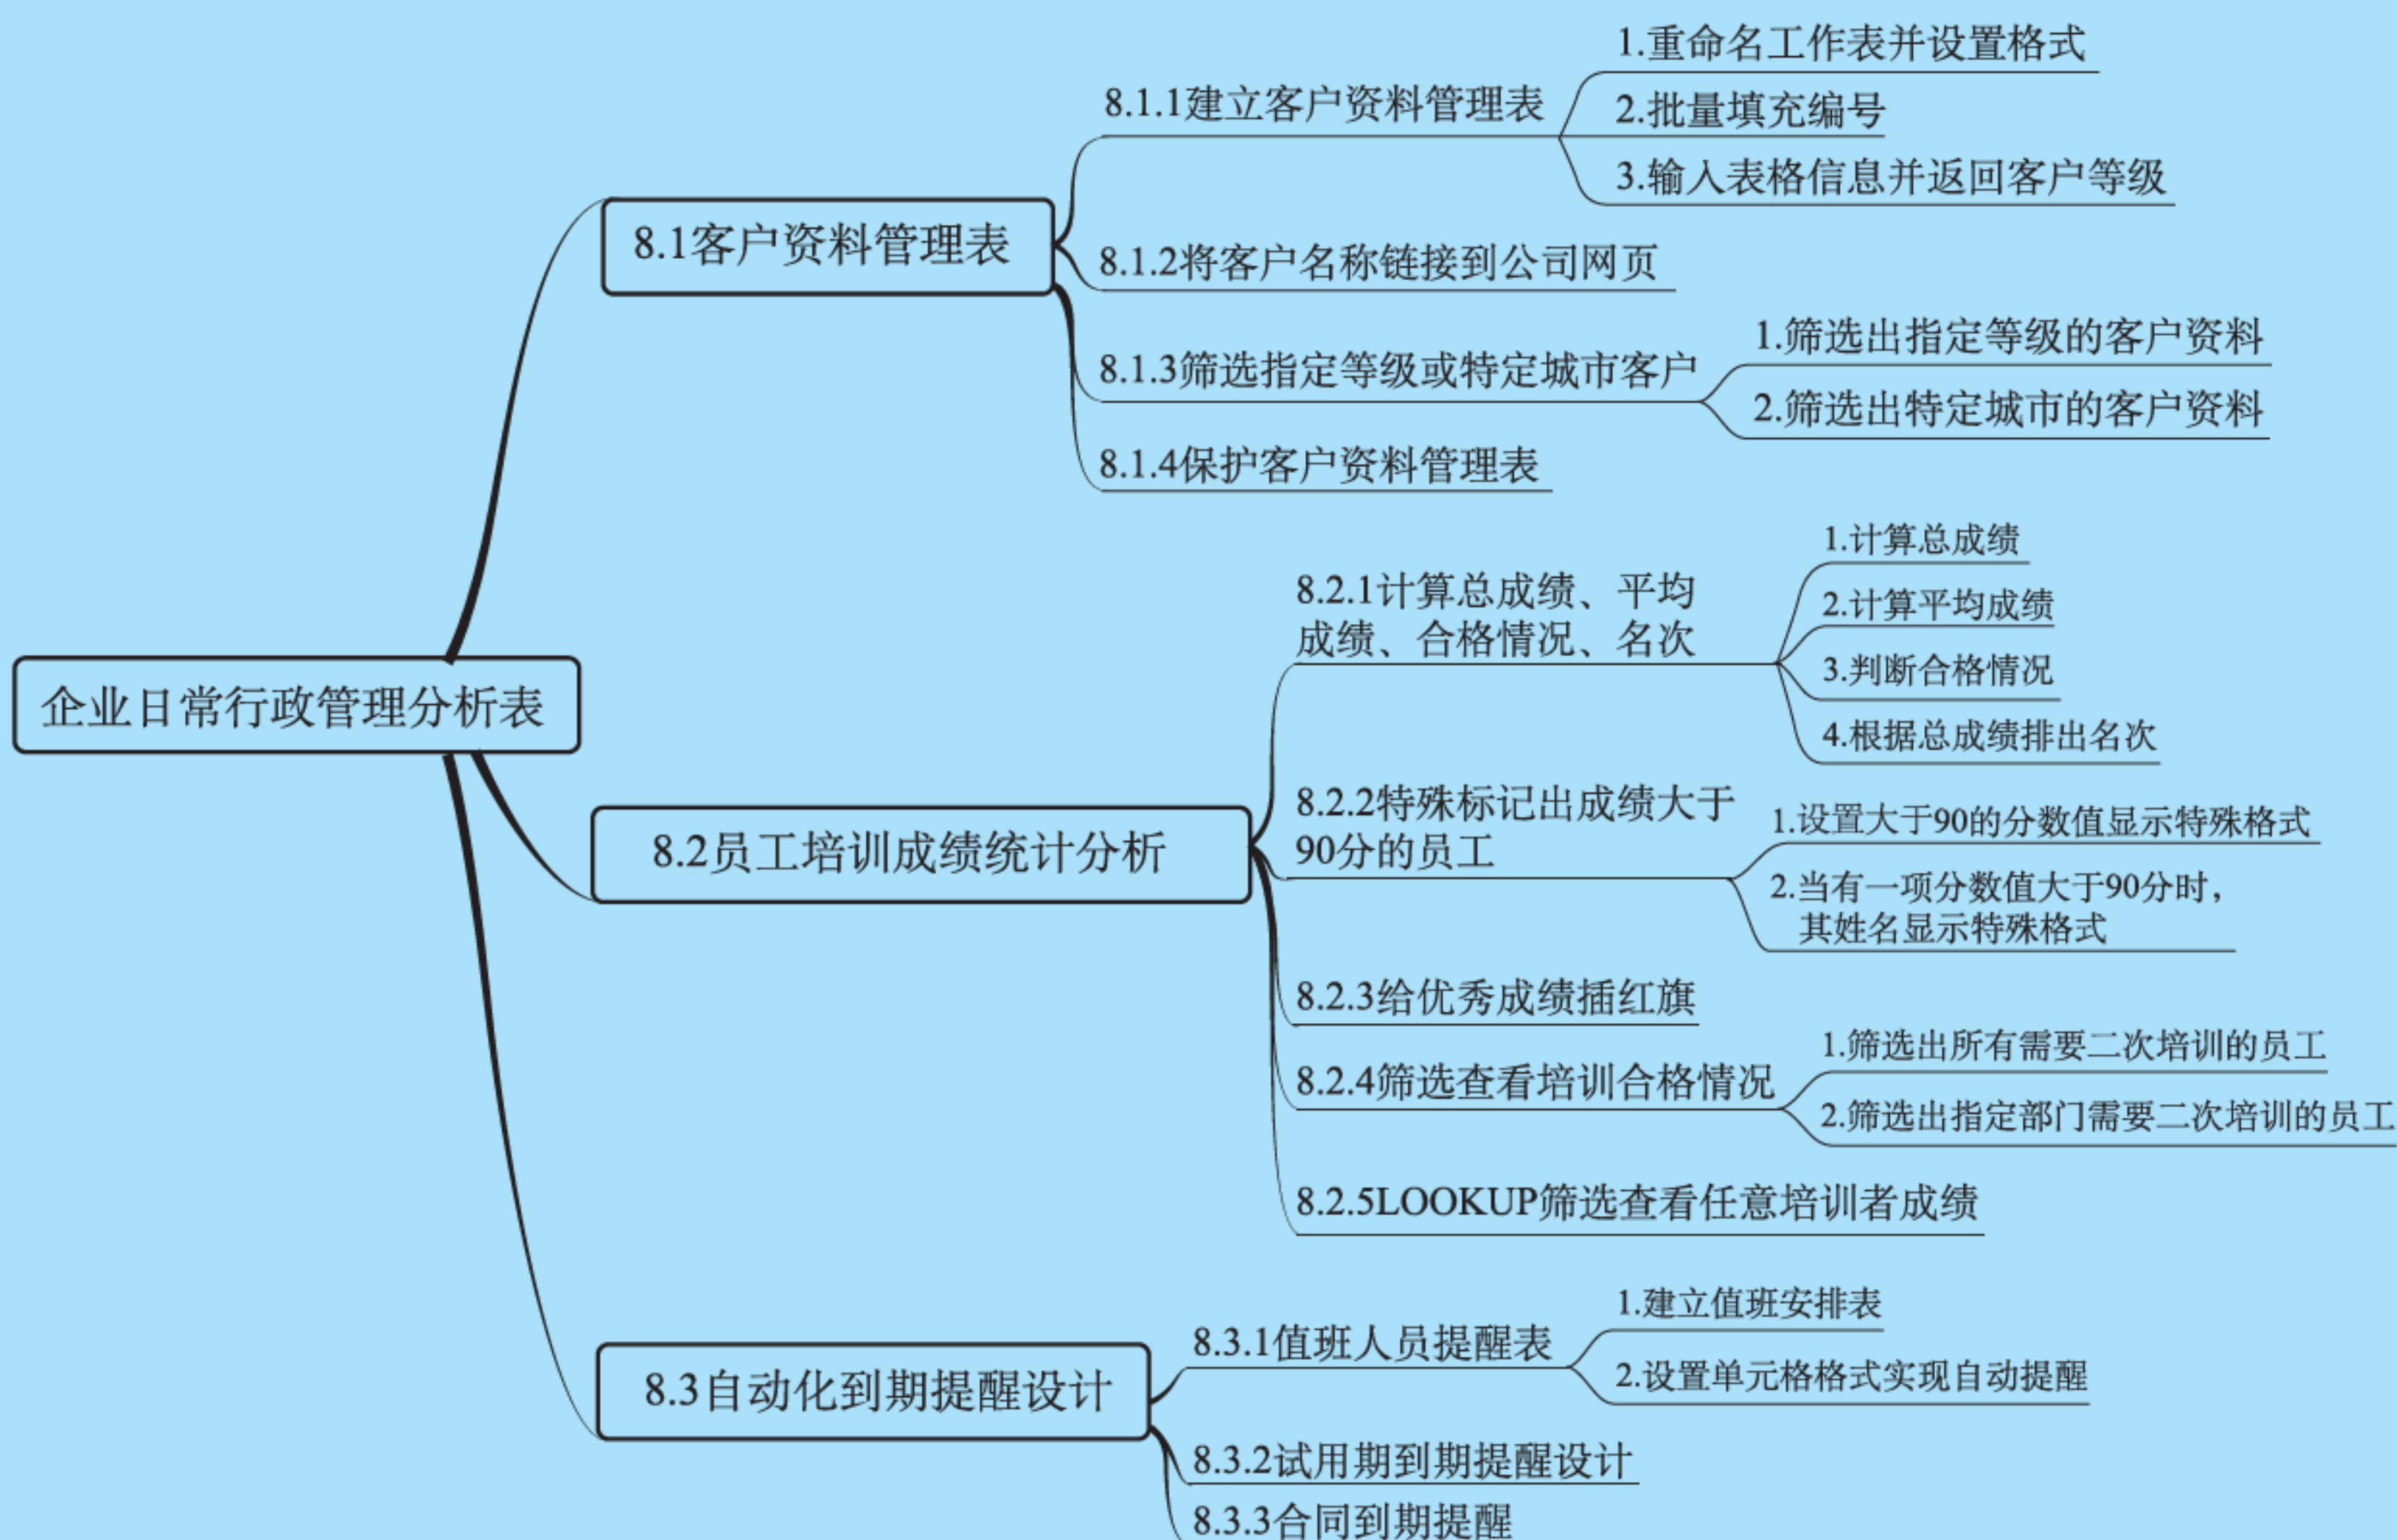 企业日常行政管理分析表
8.1客户资料管理表
8.1.1建立客户资料管理表
1.重命名工作表并设置格式
2.批量填充编号
3.输入表格信息并返回客户等级
8.1.2将客户名称链接到公司网页
8.1.3筛选指定等级或特定城市客户
1.筛选出指定等级的客户资料
2.筛选出特定城市的客户资料
8.1.4保护客户资料管理表
8.2员工培训成绩统计分析
8.2.1计算总成绩、平均
成绩、合格情况、名次
1.计算总成绩
2.计算平均成绩
3.判断合格情况
4.根据总成绩排出名次
8.2.2特殊标记出成绩大于
90分的员工
1.设置大于90的分数值显示特殊格式
2.当有一项分数值大于90分时，
其姓名显示特殊格式
8.2.3给优秀成绩插红旗
8.2.4筛选查看培训合格情况
1.筛选出所有需要二次培训的员工
2.筛选出指定部门需要二次培训的员工
8.2.5LOOKUP筛选查看任意培训者成绩
8.3自动化到期提醒设计
8.3.1值班人员提醒表
1.建立值班安排表
2.设置单元格格式实现自动提醒
8.3.2试用期到期提醒设计
8.3.3合同到期提醒